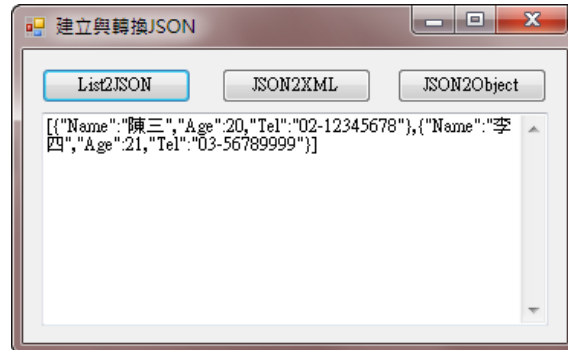 建立與轉換JSON
List2JSON JSON2XML JSON2Object
[{"Name":"陳三","Age":20,"Tel":"02-12345678"},{"Name":"李
四","Age":21,"Tel":"03-56789999"}]